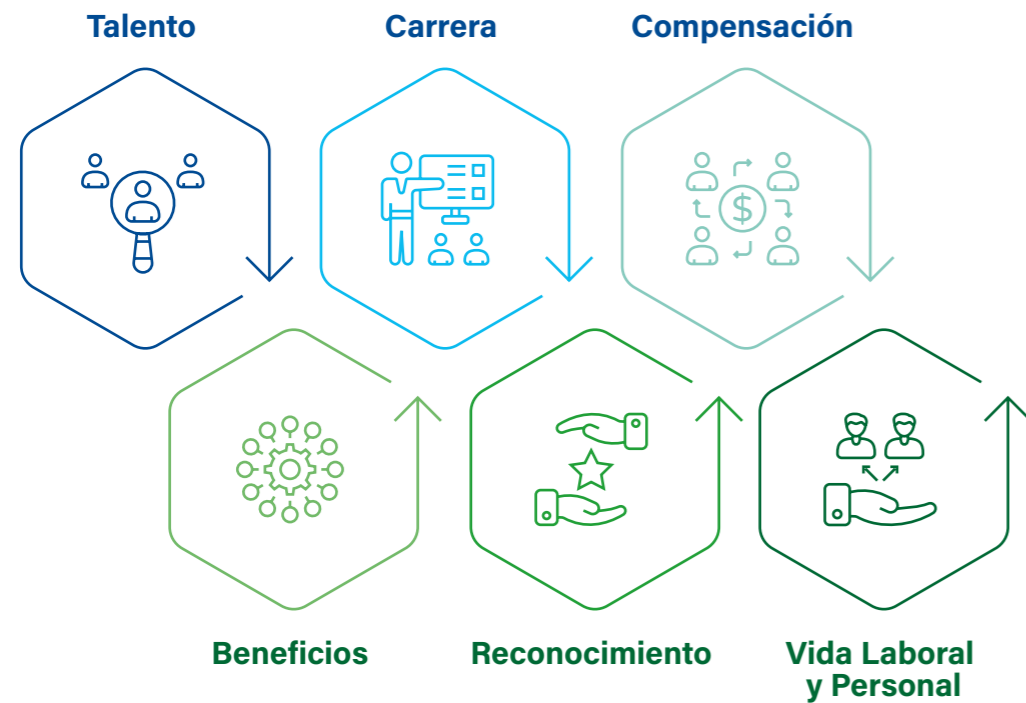 Talento
Carrera
Compensación
$
Beneficios
Reconocimiento
Vida Laboral
y Personal